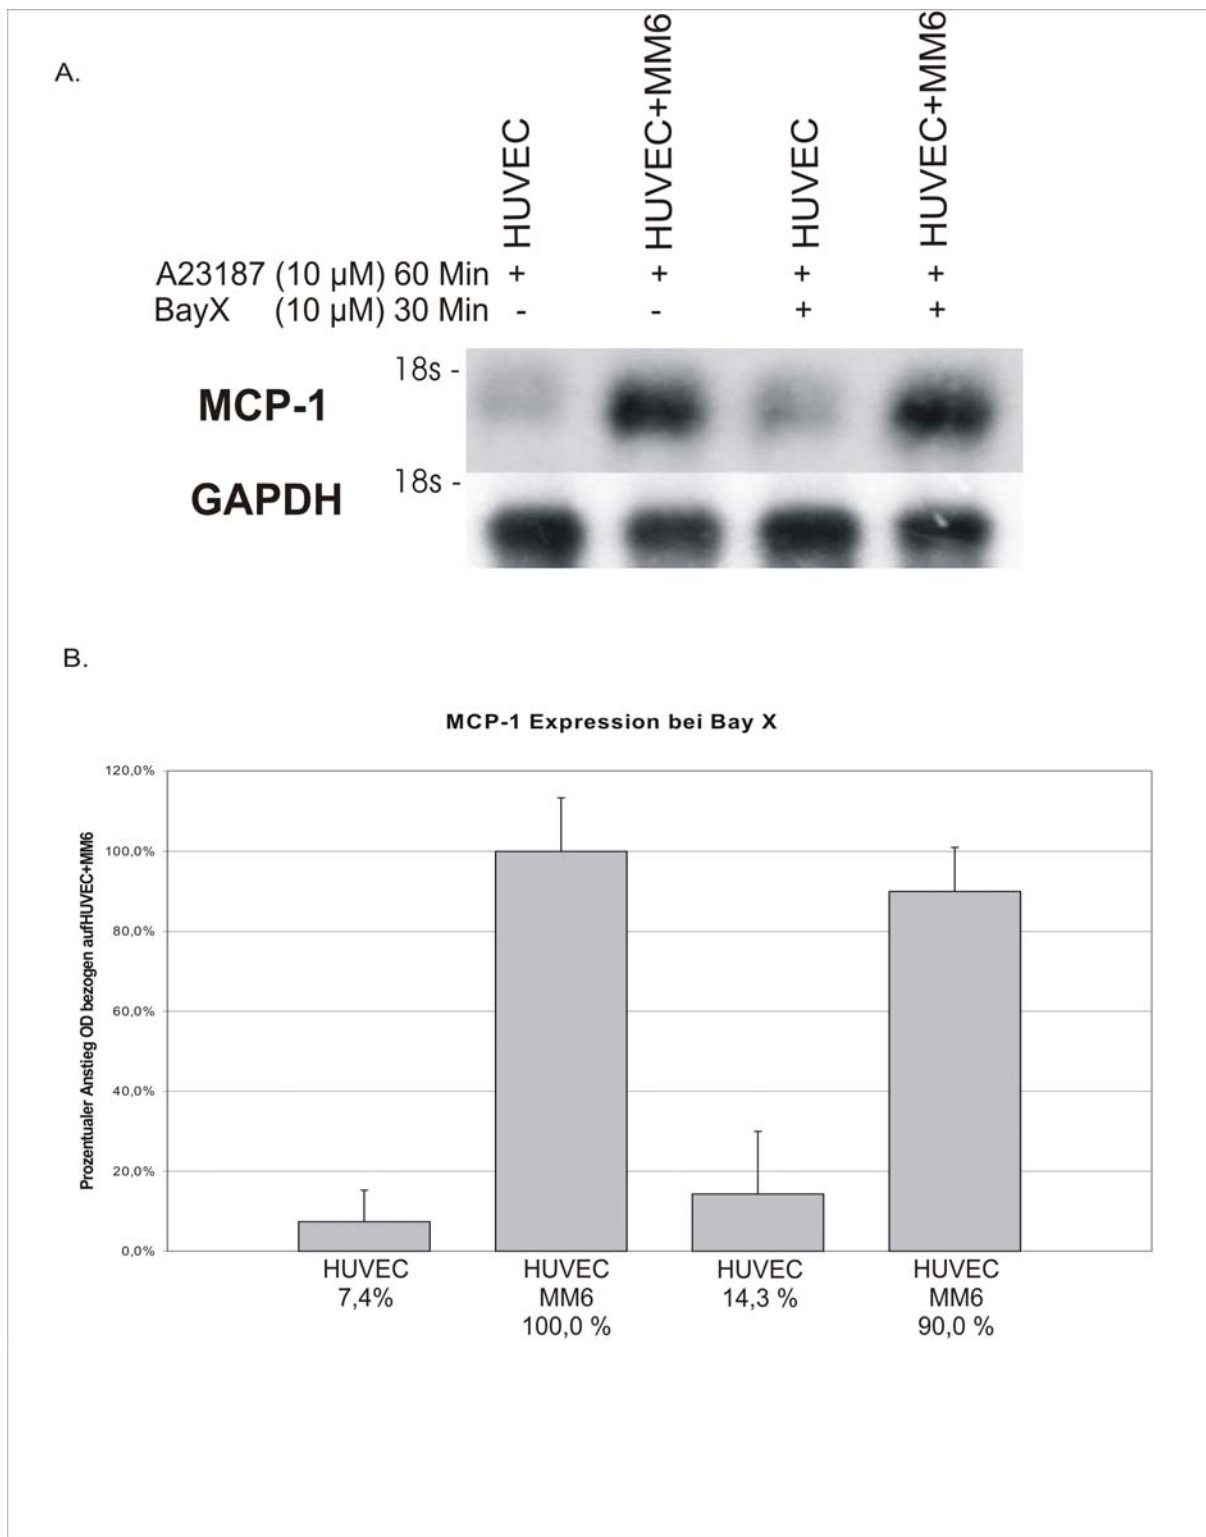 A.
HUVEC
HUVEC+MM6
HUVEC
HUVEC+MM6
A23187 (10 µM) 60 Min + + + +
BayX (10 µM) 30 Min - - + +
18s -
MCP-1
18s -
GAPDH
B.
MCP-1 Expression bei Bay X
Prozentualer Anstieg OD bezogen aufHUVEC+MM6
120,0%
100,0%
80,0%
60,0%
40,0%
20,0%
0,0%
HUVEC HUVEC HUVEC HUVEC
7,4% MM6 14,3 % MM6
100,0 % 90,0 %